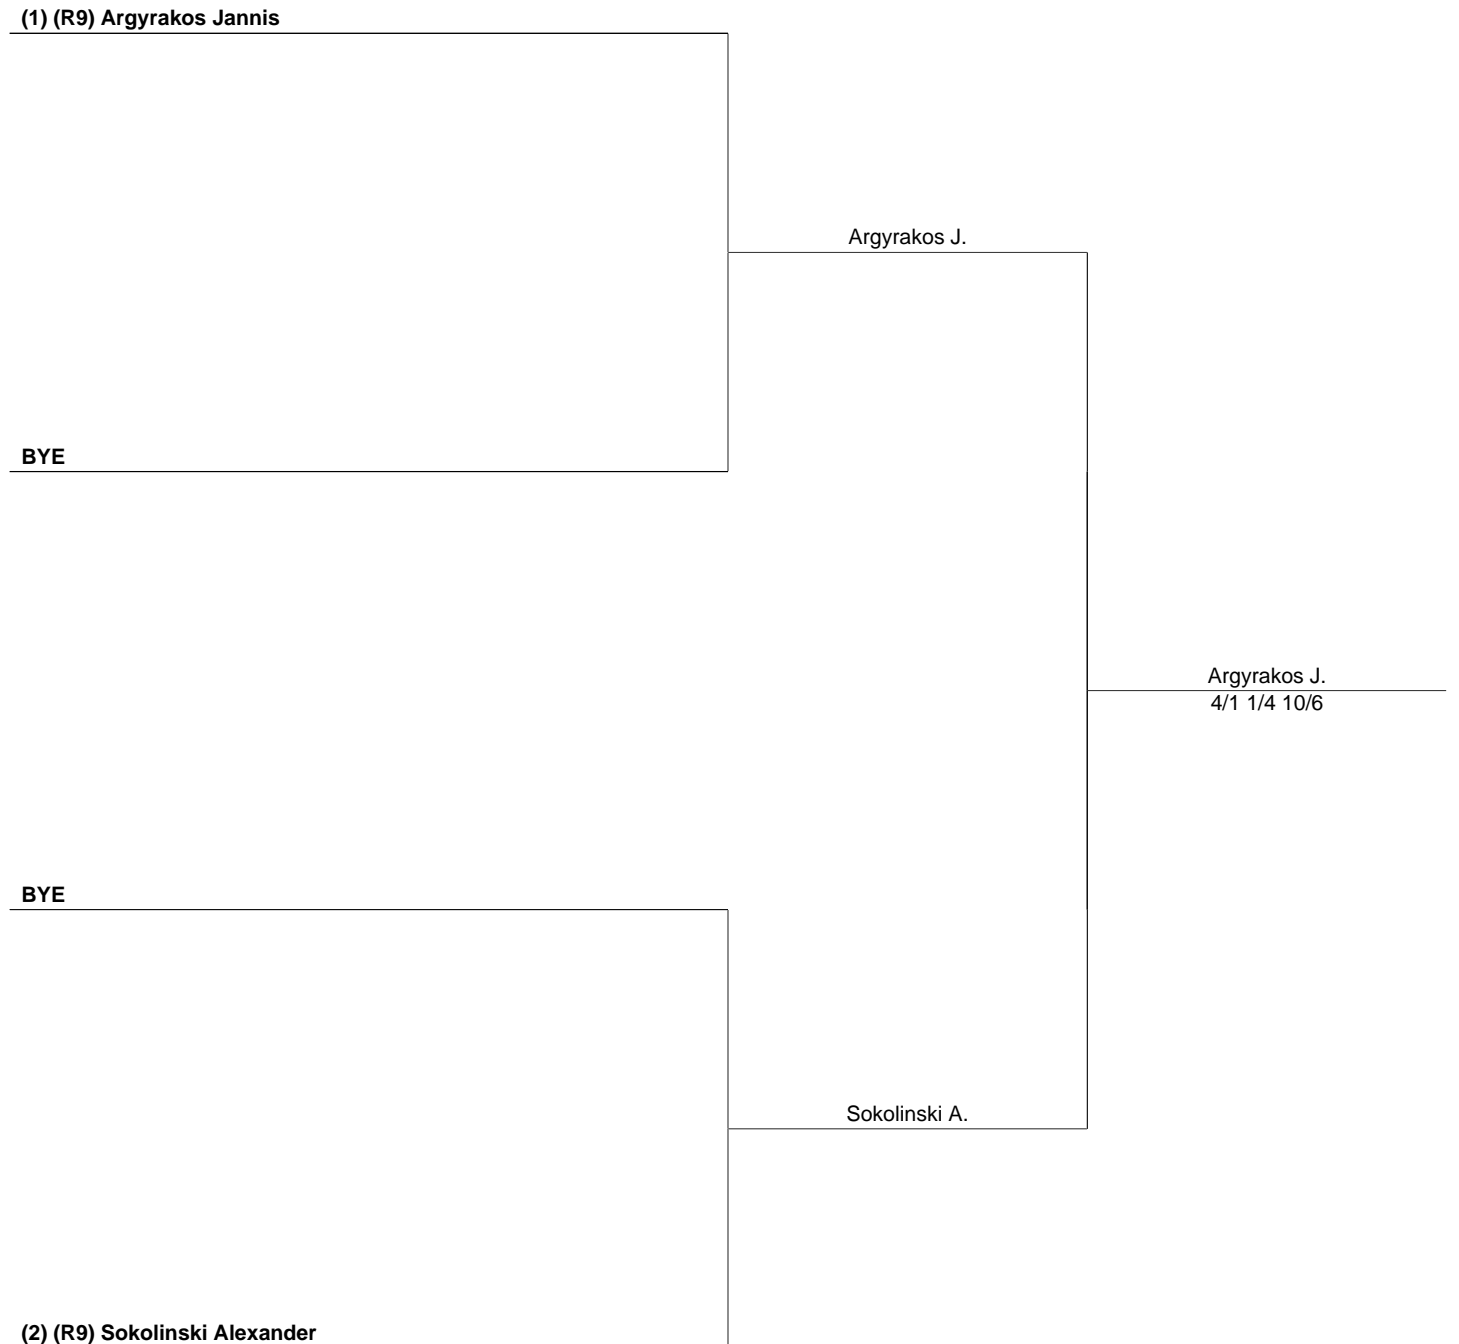 (1) (R9) Argyrakos Jannis
Argyrakos J.
BYE
Argyrakos J.
4/1 1/4 10/6
BYE
Sokolinski A.
(2) (R9) Sokolinski Alexander